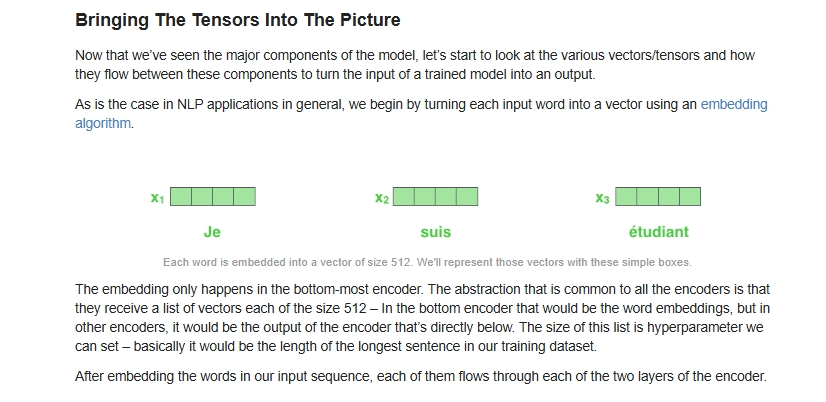 Bringing The Tensors Into The Picture
Now that we've seen the major components of the model, let's start to look at the various vectors/tensors and how
they flow between these components to turn the input of a trained model into an output.
As is the case in NLP applications in general, we begin by turning each input word into a vector using an embedding
algorithm.
x1 x2 x3
Je suis étudiant
Each word is embedded into a vector of size 512. We'll represent those vectors with these simple boxes.
The embedding only happens in the bottom-most encoder. The abstraction that is common to all the encoders is that
they receive a list of vectors each of the size 512 – In the bottom encoder that would be the word embeddings, but in
other encoders, it would be the output of the encoder that's directly below. The size of this list is hyperparameter we
can set – basically it would be the length of the longest sentence in our training dataset.
After embedding the words in our input sequence, each of them flows through each of the two layers of the encoder.